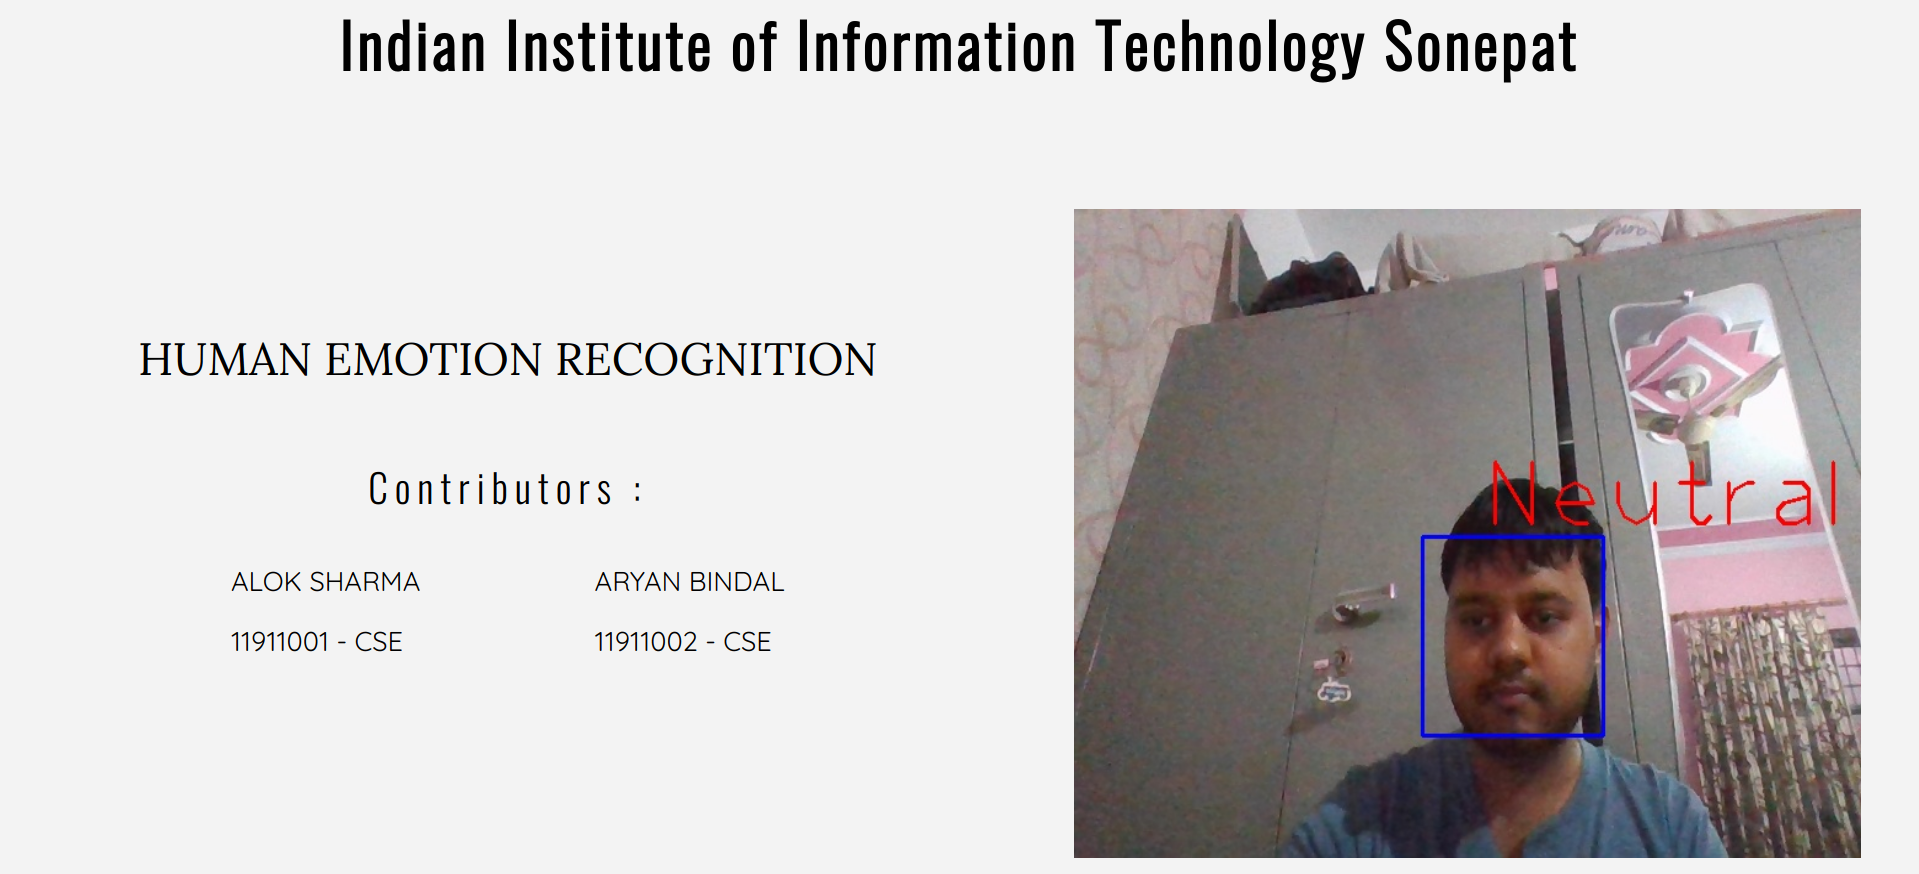 Indian Institute of Information Technology Sonepat
HUMAN EMOTION RECOGNITION
Contributors :
ALOK SHARMA
11911001 - CSE
ARYAN BINDAL
11911002 - CSE
Neutral